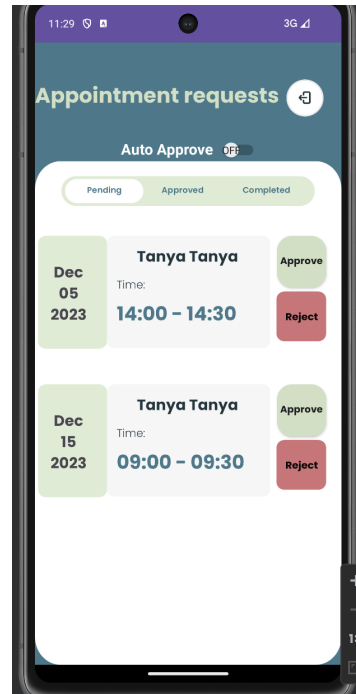 11:29
3G
Appointment requests
Auto Approve OFF
Pending Approved Completed
Dec
05
2023
Tanya Tanya
Time:
14:00 - 14:30
Approve
Reject
Dec
15
2023
Tanya Tanya
Time:
09:00 - 09:30
Approve
Reject